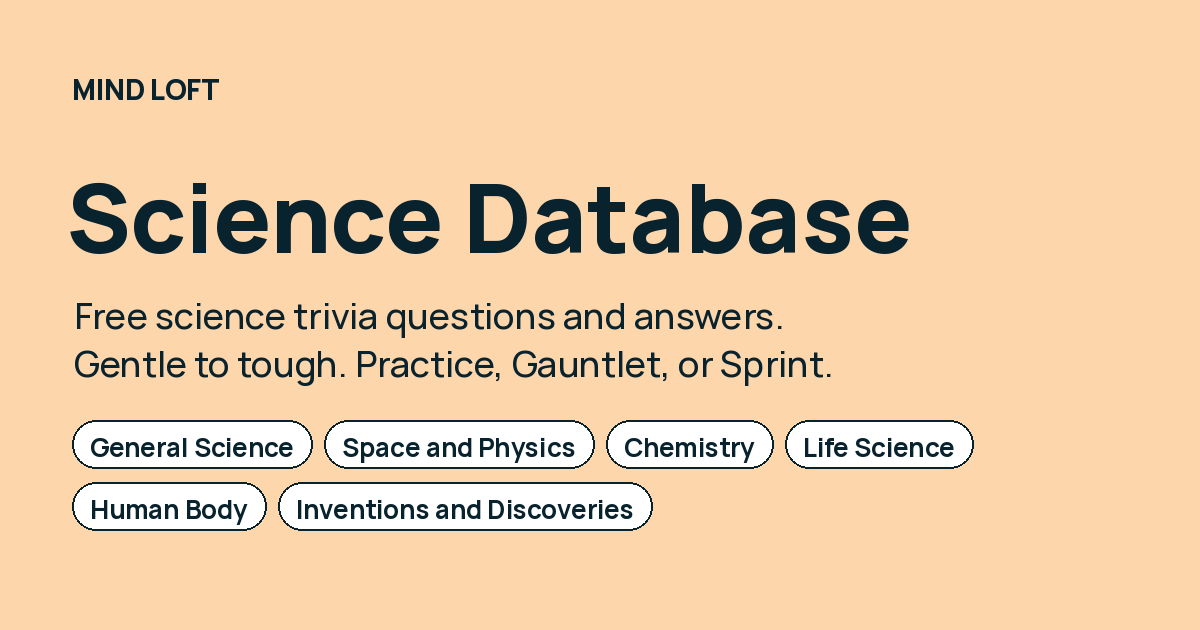 MIND LOFT
Science Database
Free science trivia questions and answers.
Gentle to tough. Practice, Gauntlet, or Sprint.
General Science Space and Physics Chemistry Life Science
Human Body Inventions and Discoveries